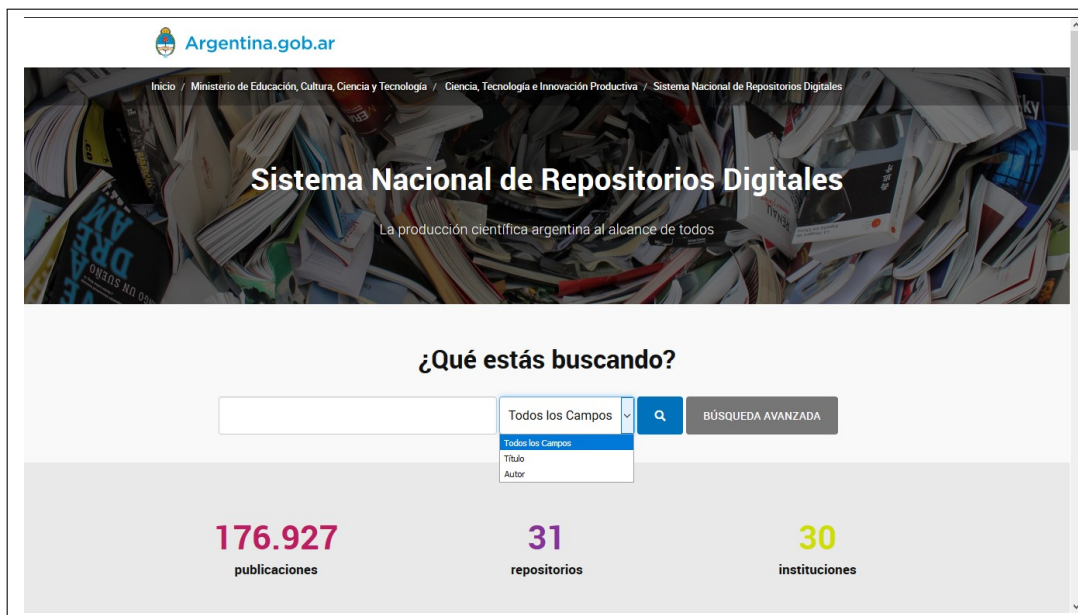 Argentina.gob.ar
Inicio / Ministerio de Educación, Cultura, Ciencia y Tecnología / Ciencia, Tecnología e Innovación Productiva / Sistema Nacional de Repositorios Digitales
Sistema Nacional de Repositorios Digitales
La producción científica argentina al alcance de todos
¿Qué estás buscando?
Todos los Campos
BÚSQUEDA AVANZADA
Todos los Campos
Título
Autor
176.927
31
30
publicaciones
repositorios
instituciones